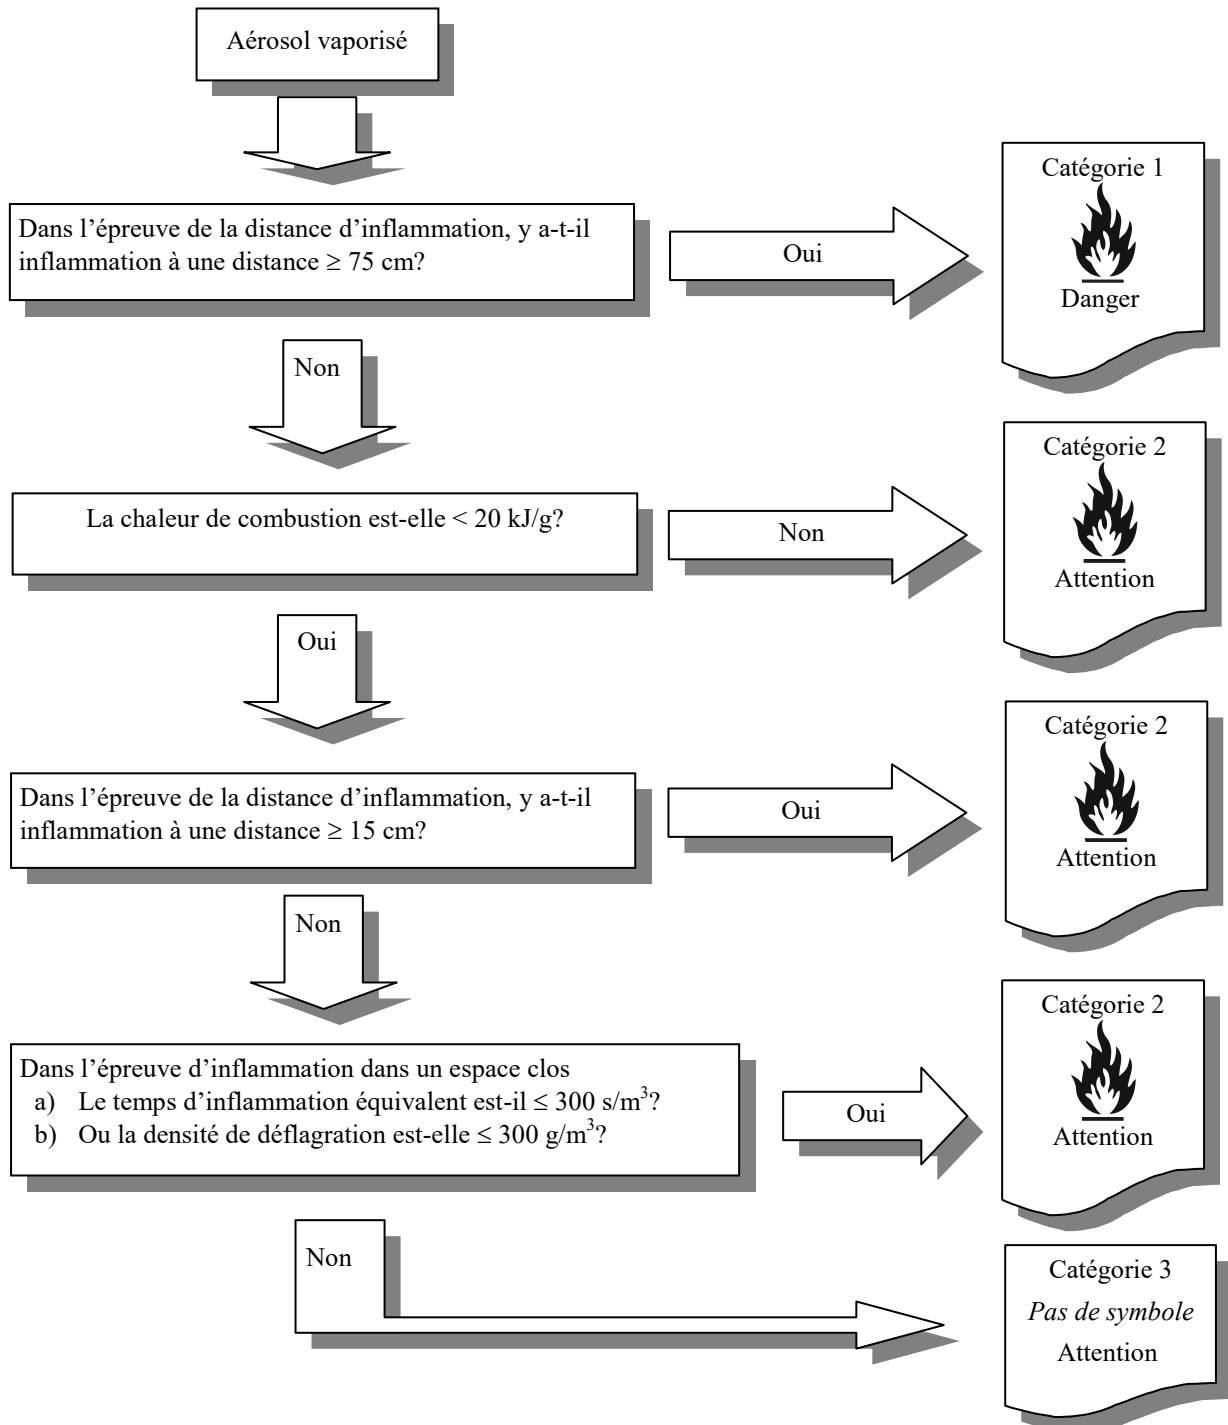 Aérosol vaporisé
Dans l’épreuve de la distance d’inflammation, y a-t-il
inflammation à une distance ≥ 75 cm?
Oui
Catégorie 1
Danger
Non
La chaleur de combustion est-elle < 20 kJ/g?
Non
Catégorie 2
Attention
Oui
Dans l’épreuve de la distance d’inflammation, y a-t-il
inflammation à une distance ≥ 15 cm?
Oui
Catégorie 2
Attention
Non
Dans l’épreuve d’inflammation dans un espace clos
a) Le temps d’inflammation équivalent est-il ≤ 300 s/m³?
b) Ou la densité de déflagration est-elle ≤ 300 g/m³?
Oui
Catégorie 2
Attention
Non
Catégorie 3
Pas de symbole
Attention